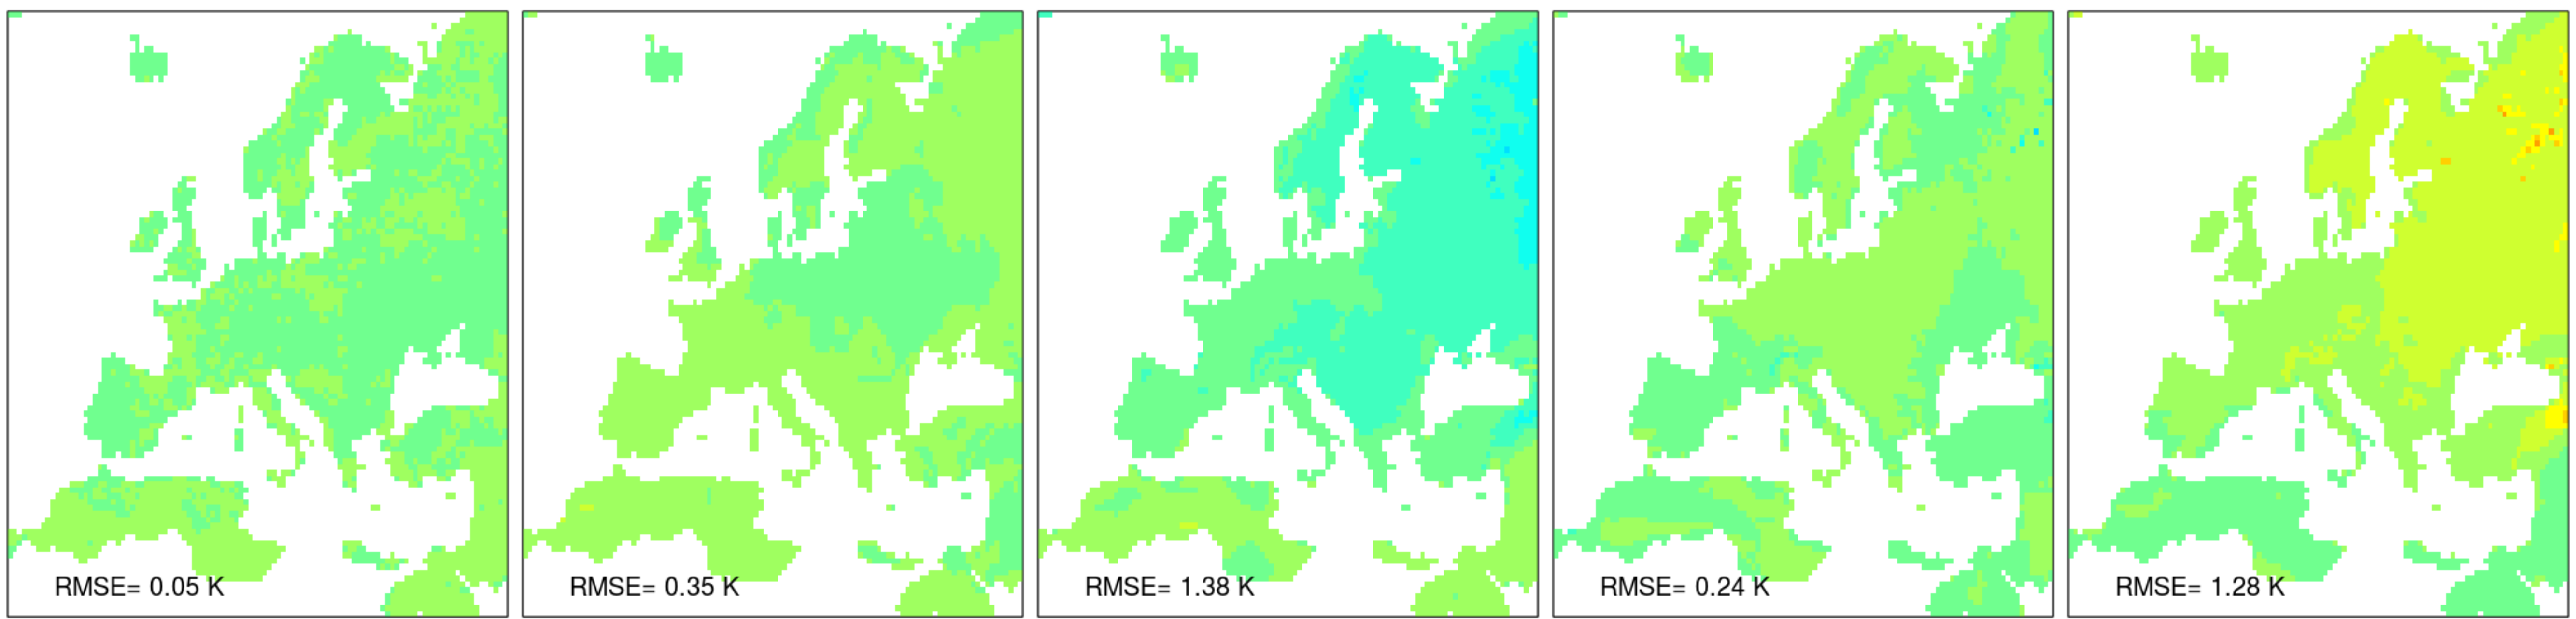 RMSE= 0.05 K
RMSE= 0.35 K
RMSE= 1.38 K
RMSE= 0.24 K
RMSE= 1.28 K